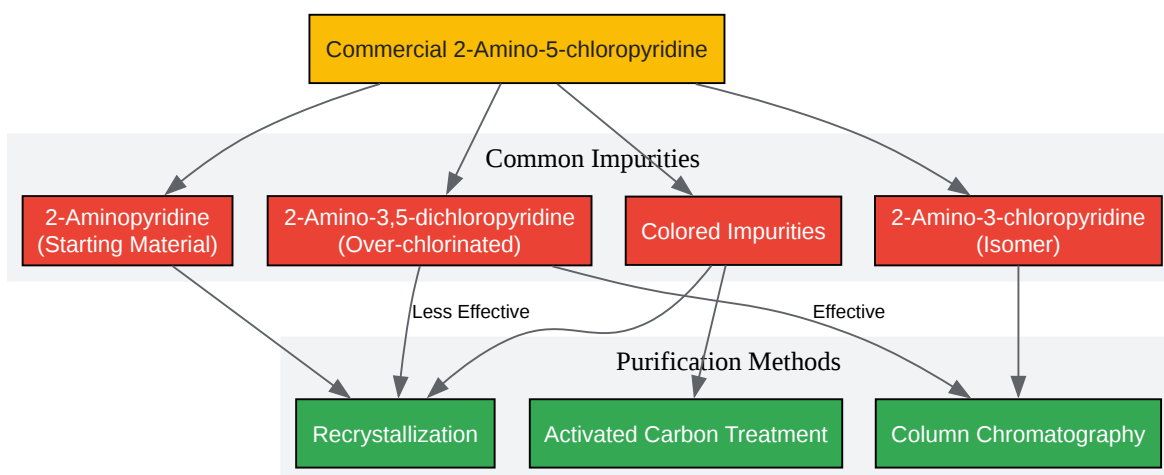 Commercial 2-Amino-5-chloropyridine
Common Impurities
2-Aminopyridine
(Starting Material)
2-Amino-3,5-dichloropyridine
(Over-chlorinated)
Colored Impurities
2-Amino-3-chloropyridine
(Isomer)
Less Effective
Effective
Purification Methods
Recrystallization
Activated Carbon Treatment
Column Chromatography